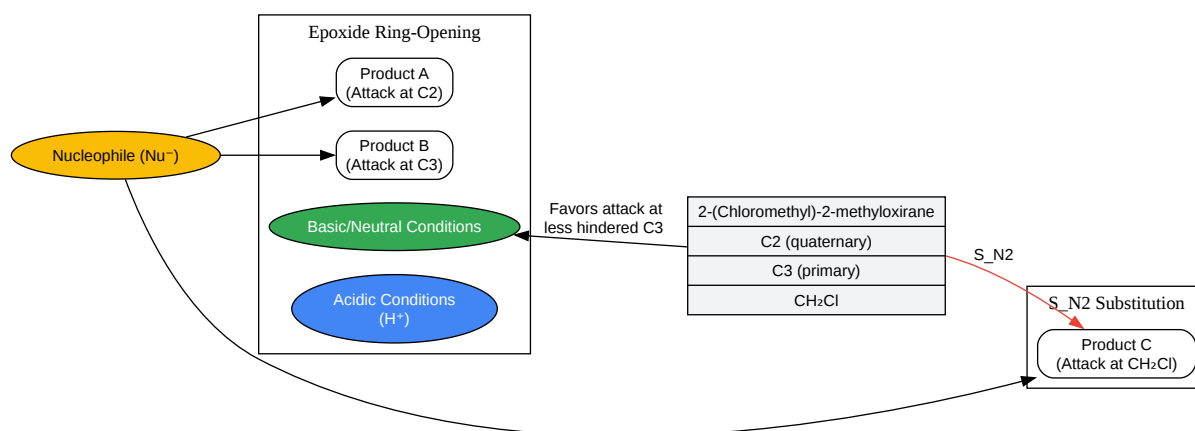 Epoxide Ring-Opening
Product A
(Attack at C2)
Nucleophile (Nu⁻)
Product B
(Attack at C3)
Basic/Neutral Conditions
Acidic Conditions
(H⁺)
Favors attack at
less hindered C3
2-(Chloromethyl)-2-methyloxirane
C2 (quaternary)
C3 (primary)
CH₂Cl
S_N2
S_N2 Substitution
Product C
(Attack at CH₂Cl)